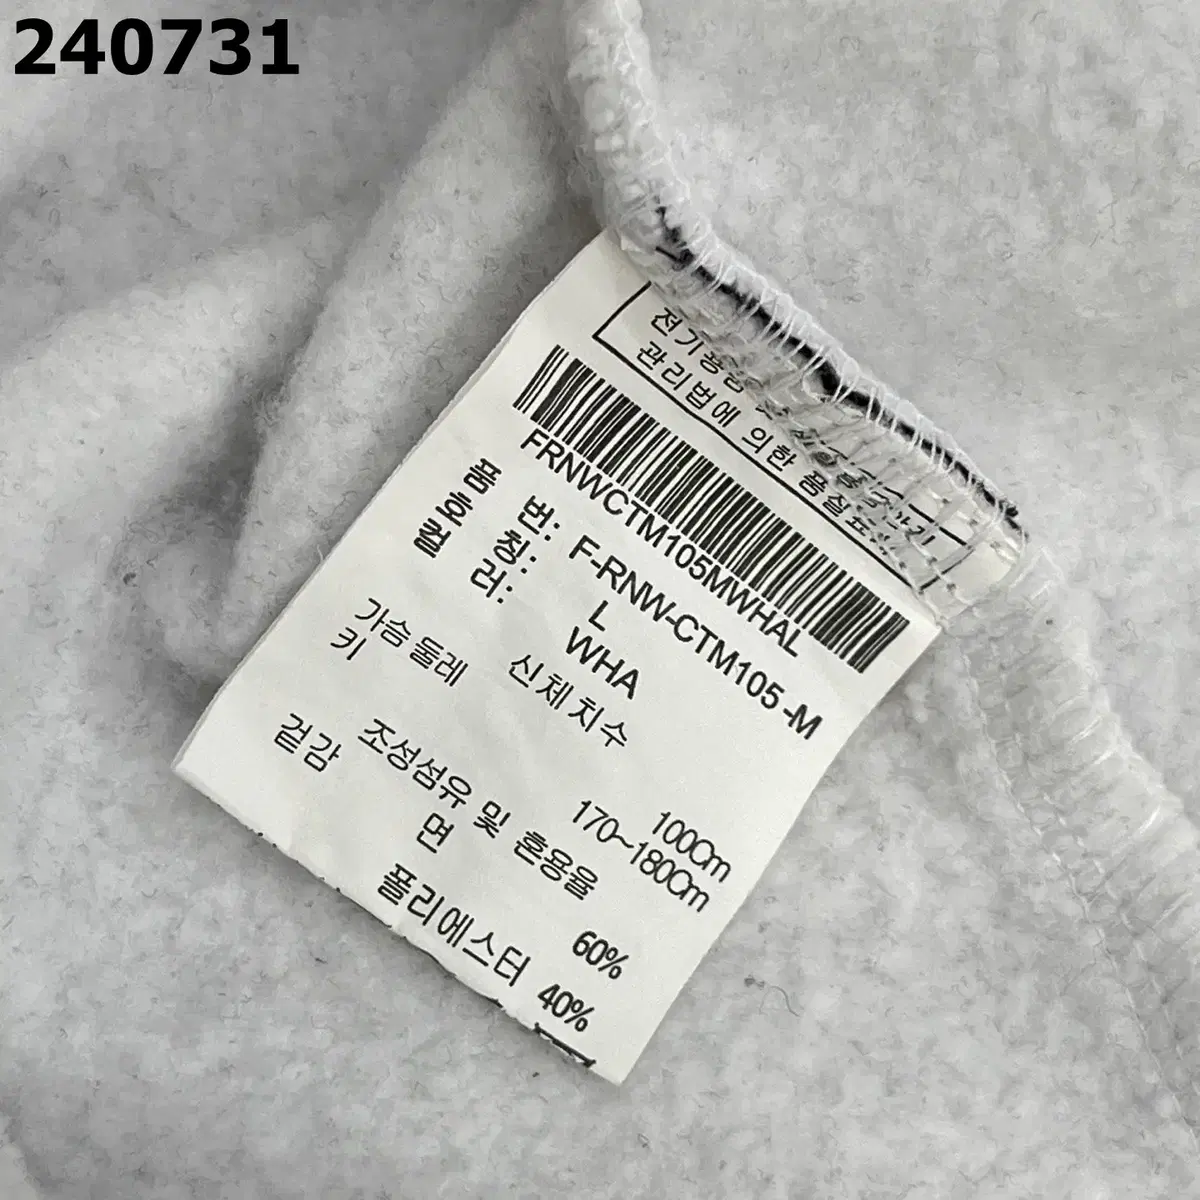 240731
전기용품 및 생활용품안전
관리법에 의한 품질표시
FRNWCTM105MWHAL
품 번: F-RNW-CTM105-M
호 칭: L
컬 러: WHA
신체치수
가슴둘레 100Cm
키 170~180Cm
조성섬유 및 혼용율
겉감 면 60%
폴리에스터 40%